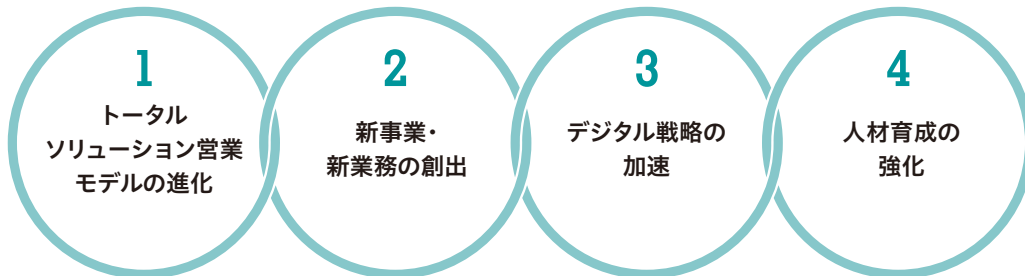 1
トータル
ソリューション営業
モデルの進化
2
新事業・
新業務の創出
3
デジタル戦略の
加速
4
人材育成の
強化